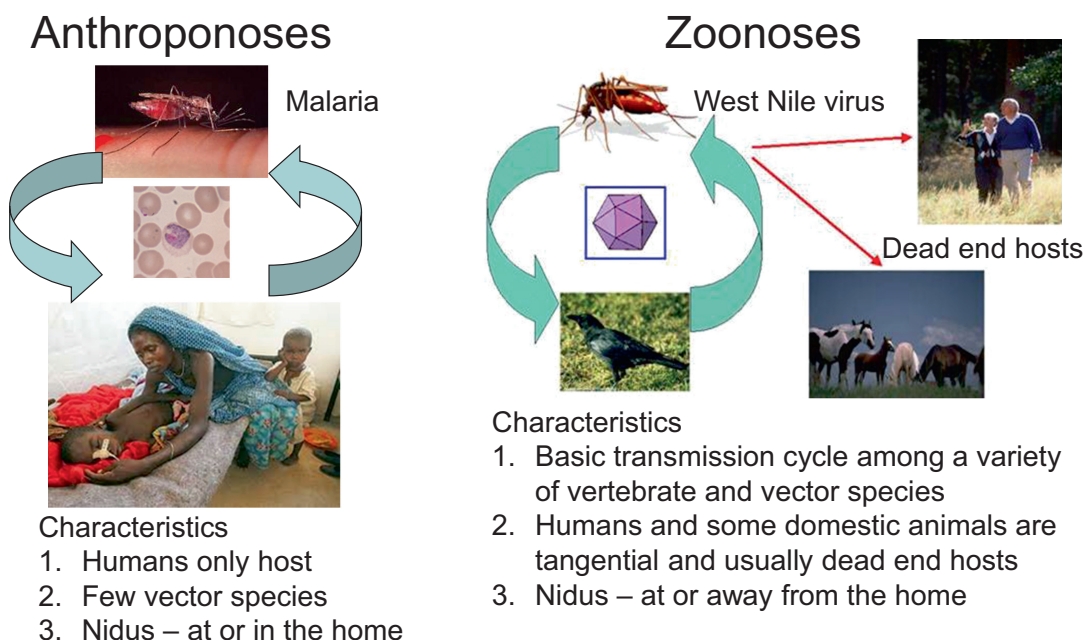 Anthroponoses
Malaria
Characteristics
1. Humans only host
2. Few vector species
3. Nidus – at or in the home
Zoonoses
West Nile virus
Dead end hosts
Characteristics
1. Basic transmission cycle among a variety
of vertebrate and vector species
2. Humans and some domestic animals are
tangential and usually dead end hosts
3. Nidus – at or away from the home